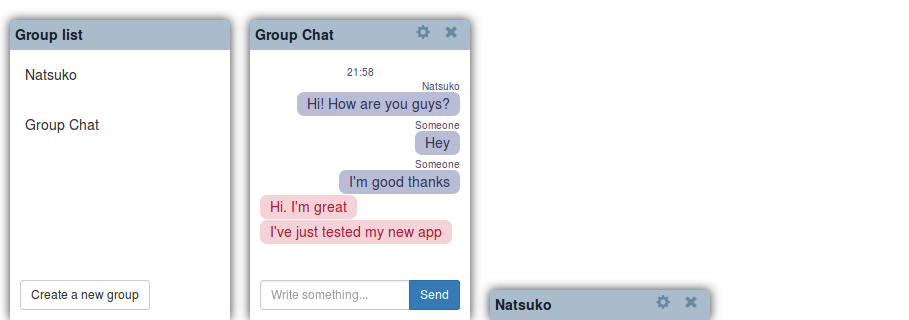 Group list
Natsuko
Group Chat
Create a new group
Group Chat
21:58
Natsuko
Hi! How are you guys?
Someone
Hey
Someone
I'm good thanks
Hi. I'm great
I've just tested my new app
Write something...
Send
Natsuko